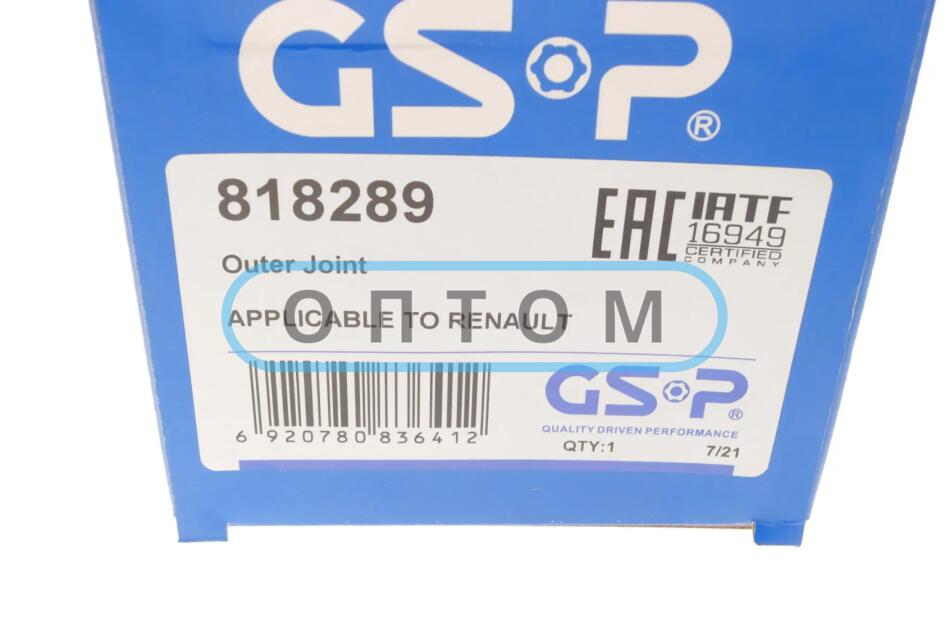 GSP®
818289
EAC
IATF
16949
CERTIFIED
COMPANY
Outer Joint
ОПТОМ
APPLICABLE TO RENAULT
6 920780 836412
GSP®
QUALITY DRIVEN PERFORMANCE
QTY:1
7/21